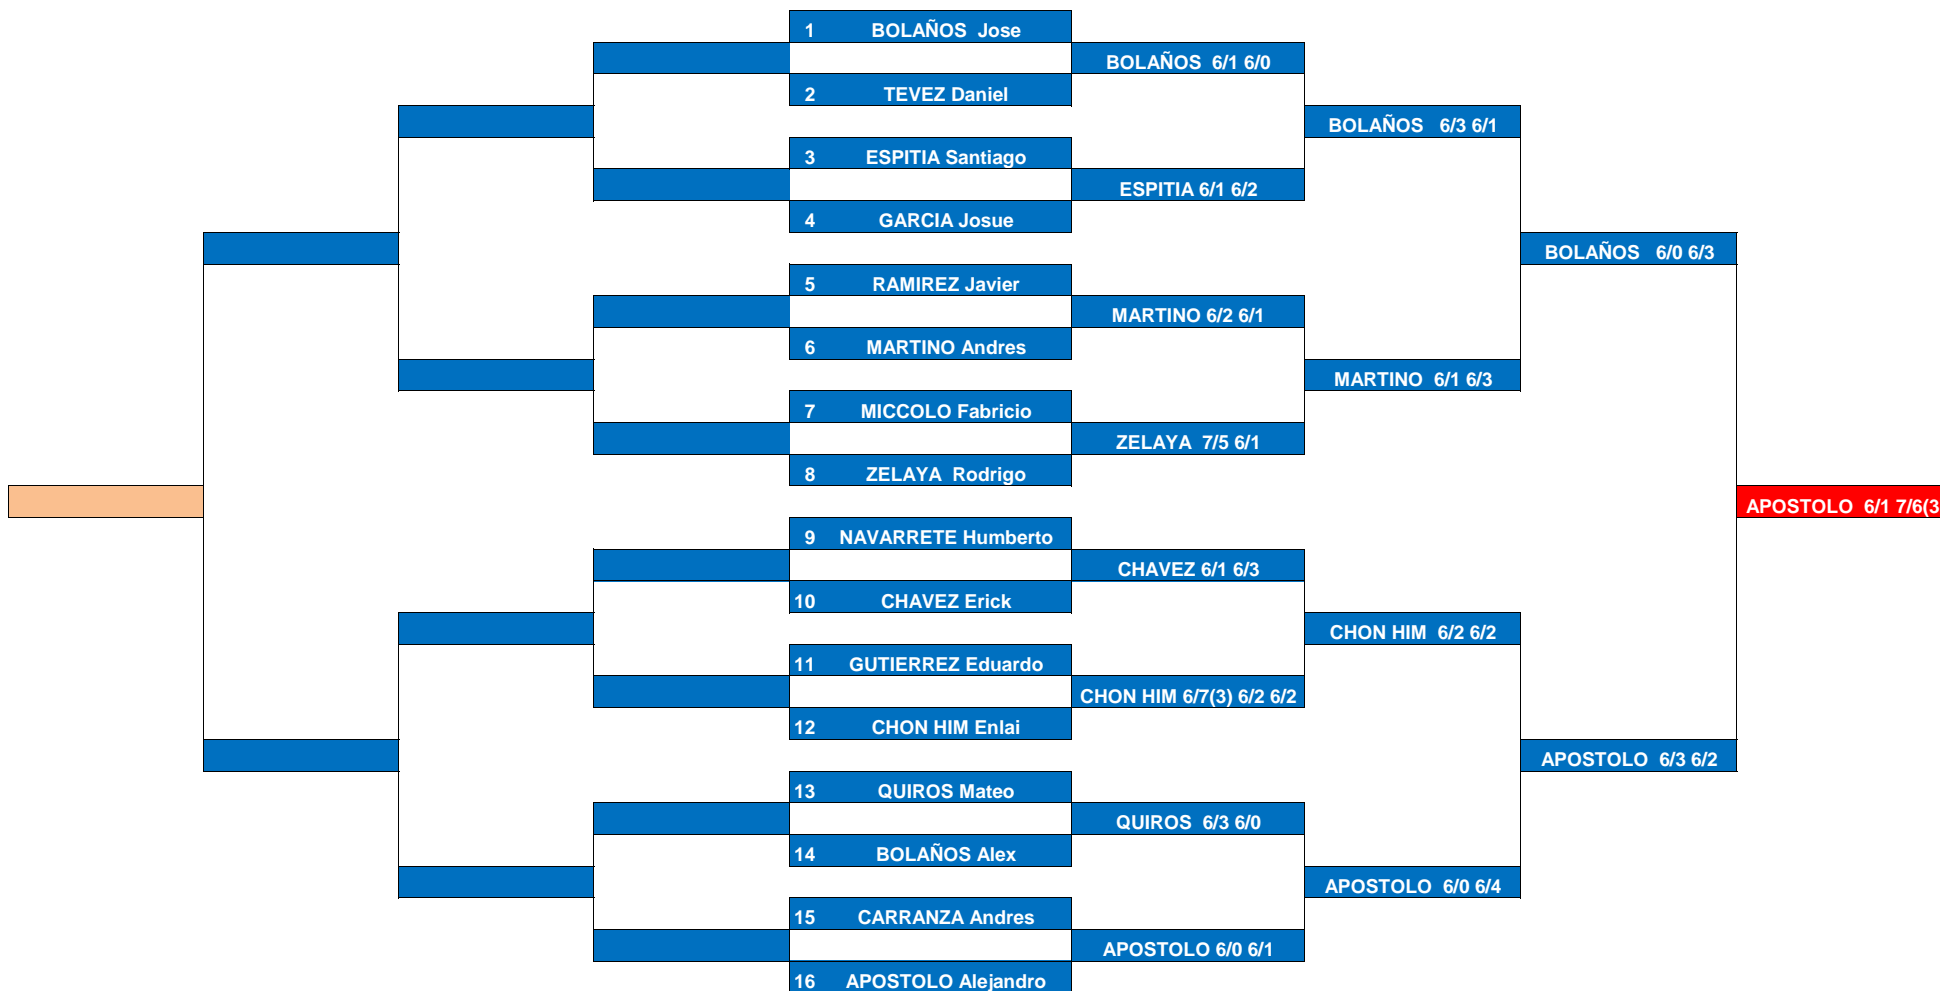 1 BOLAÑOS Jose
BOLAÑOS 6/1 6/0
2 TEVEZ Daniel
BOLAÑOS 6/3 6/1
3 ESPITIA Santiago
ESPITIA 6/1 6/2
4 GARCIA Josue
BOLAÑOS 6/0 6/3
5 RAMIREZ Javier
MARTINO 6/2 6/1
6 MARTINO Andres
MARTINO 6/1 6/3
7 MICCOLO Fabricio
ZELAYA 7/5 6/1
8 ZELAYA Rodrigo
APOSTOLO 6/1 7/6(3
9 NAVARRETE Humberto
CHAVEZ 6/1 6/3
10 CHAVEZ Erick
CHON HIM 6/2 6/2
11 GUTIERREZ Eduardo
CHON HIM 6/7(3) 6/2 6/2
12 CHON HIM Enlai
APOSTOLO 6/3 6/2
13 QUIROS Mateo
QUIROS 6/3 6/0
14 BOLAÑOS Alex
APOSTOLO 6/0 6/4
15 CARRANZA Andres
APOSTOLO 6/0 6/1
16 APOSTOLO Alejandro